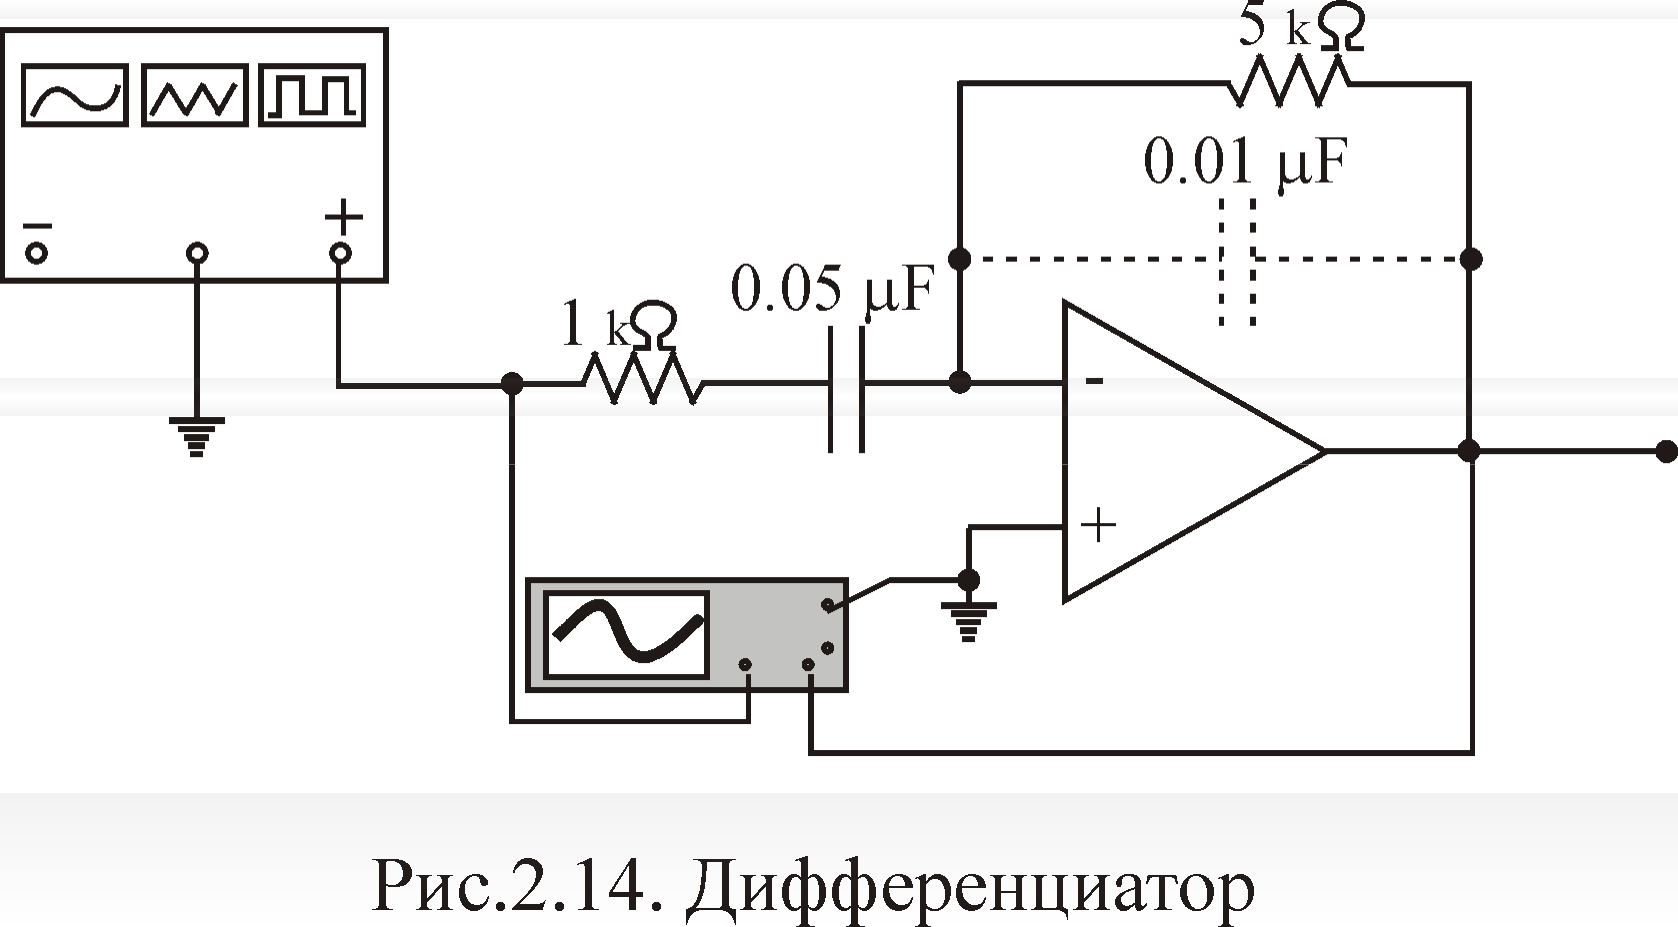 5 kΩ
0.01 μF
− +
0.05 μF
1 kΩ
-
+
Рис.2.14. Дифференциатор